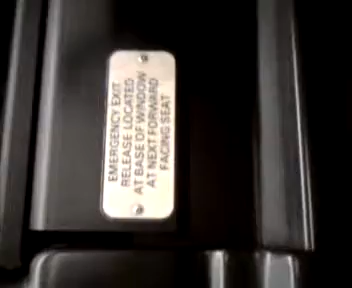 EMERGENCY EXIT
RELEASE LOCATED
AT BASE OF WINDOW
AT NEXT FORWARD
FACING SEAT